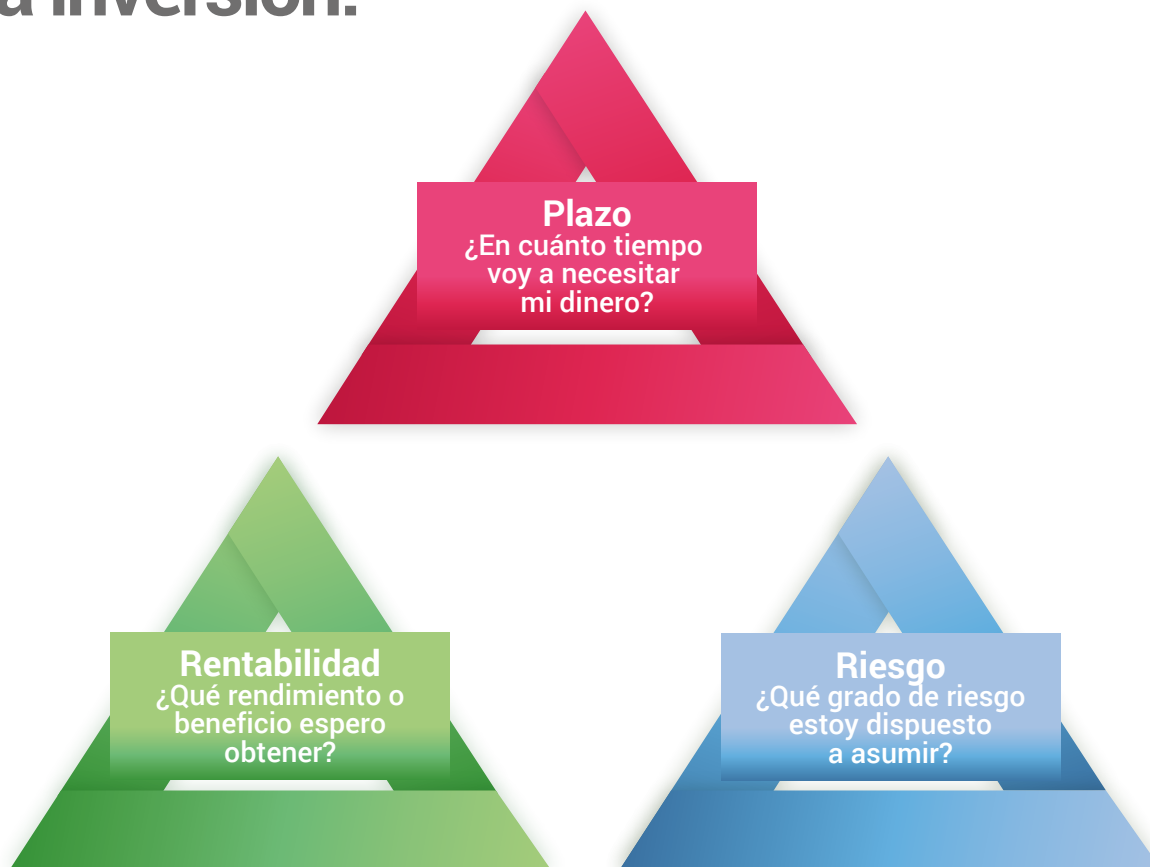 a inversión.
Plazo
¿En cuánto tiempo
voy a necesitar
mi dinero?
Rentabilidad
¿Qué rendimiento o
beneficio espero
obtener?
Riesgo
¿Qué grado de riesgo
estoy dispuesto
a asumir?